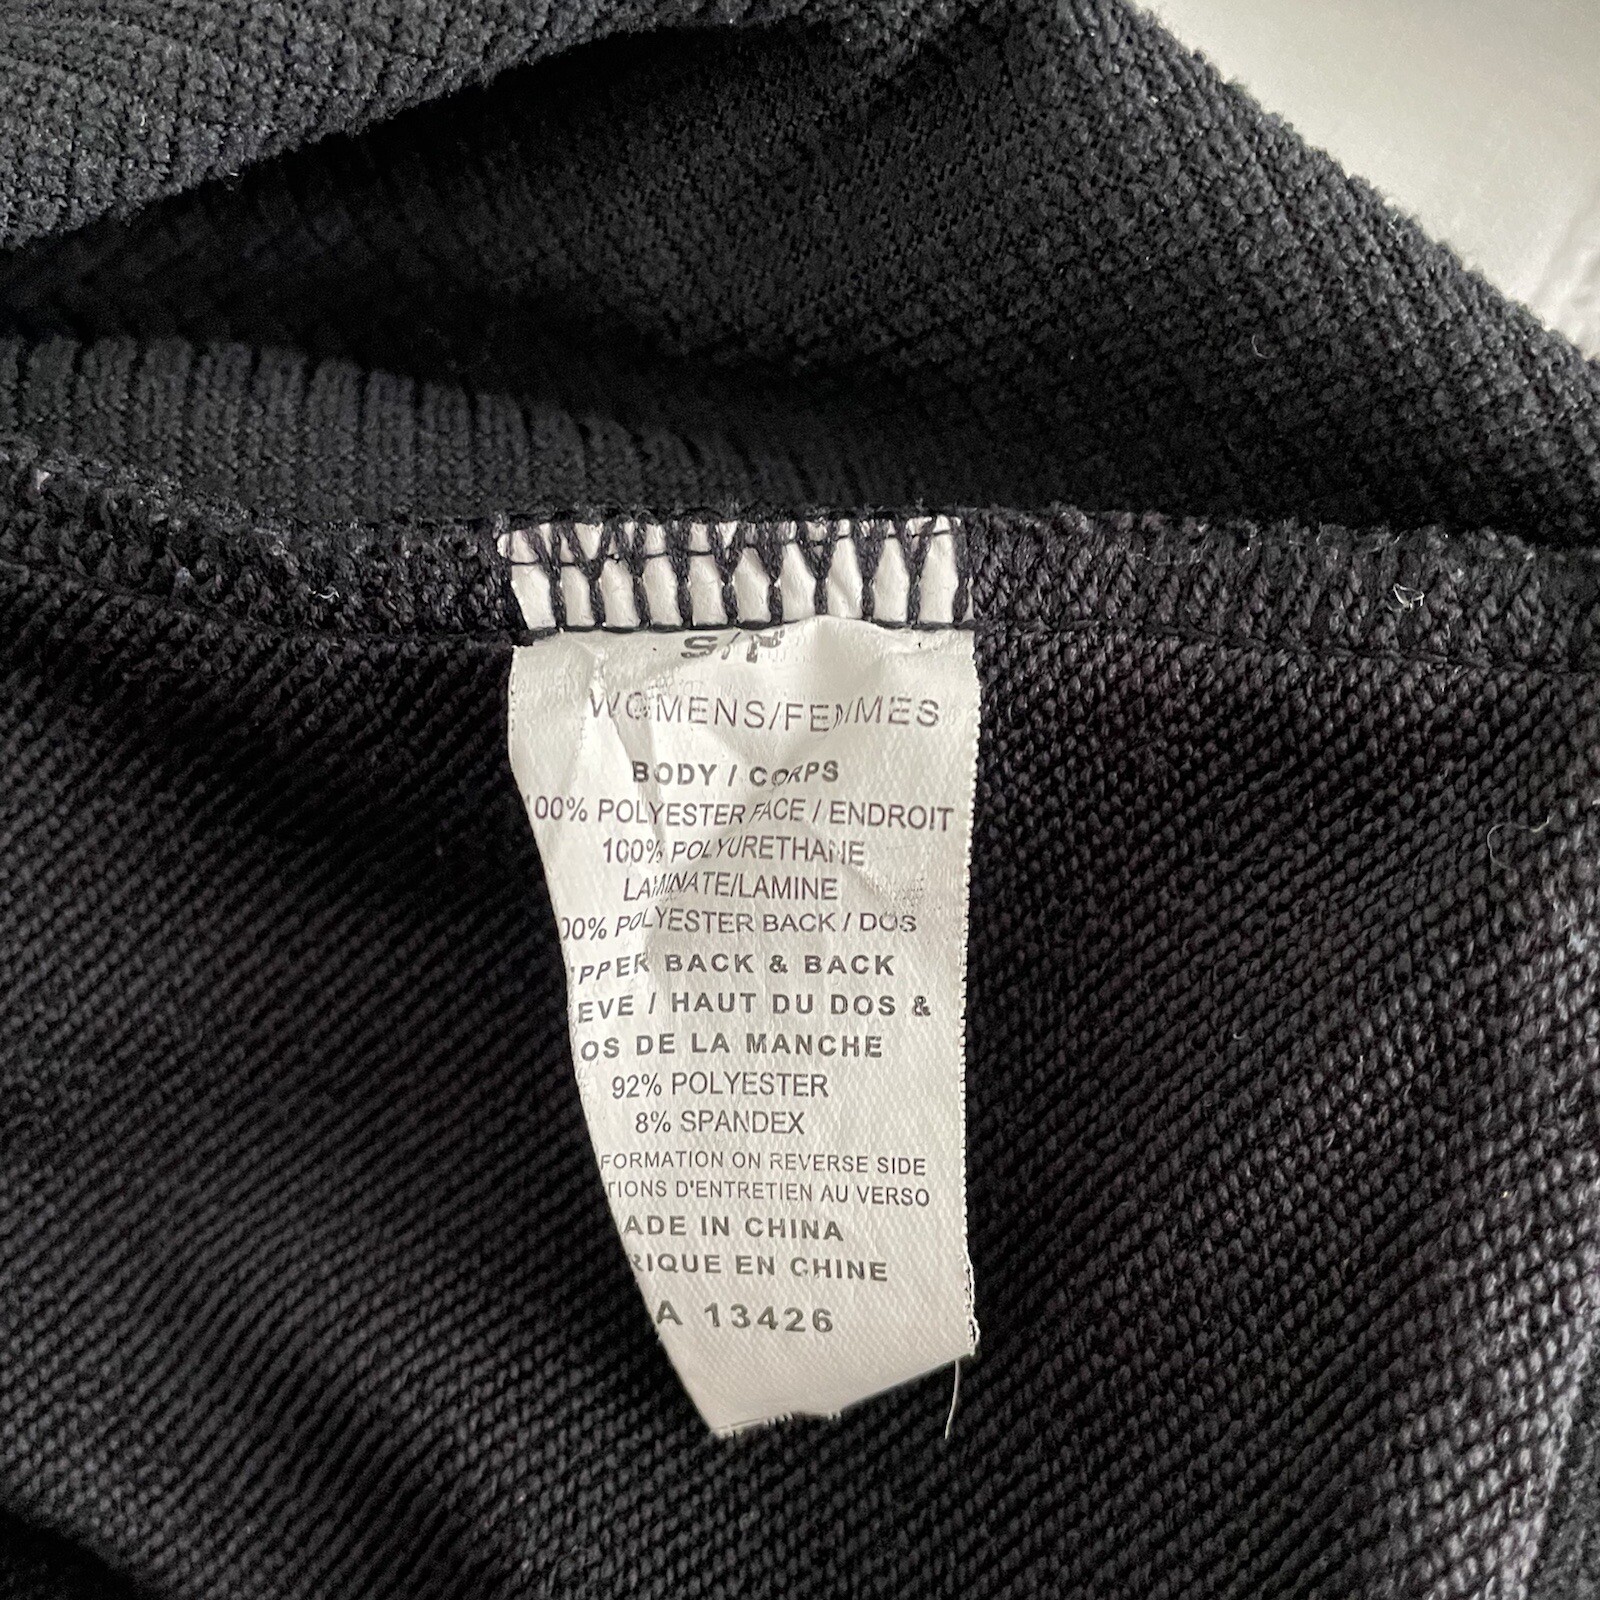 S/P
WOMENS/FEMMES
BODY / CORPS
00% POLYESTER FACE / ENDROIT
100% POLYURETHANE
LAMINATE/LAMINE
00% POLYESTER BACK / DOS
PPER BACK & BACK
EVE / HAUT DU DOS &
OS DE LA MANCHE
92% POLYESTER
8% SPANDEX
FORMATION ON REVERSE SIDE
TIONS D'ENTRETIEN AU VERSO
ADE IN CHINA
RIQUE EN CHINE
A 13426